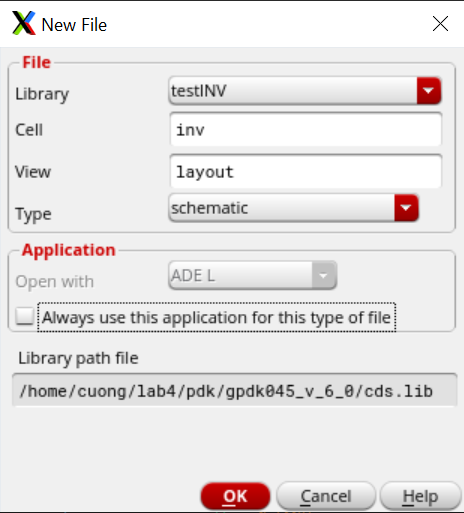 New File
File
Library testINV
Cell inv
View layout
Type schematic
Application
Open with ADE L
Always use this application for this type of file
Library path file
/home/cuong/lab4/pdk/gpdk045_v_6_0/cds.lib
OK Cancel Help